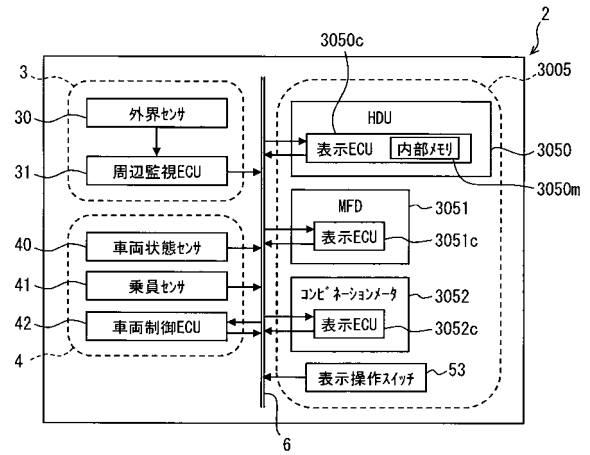 2
3050c
3
3005
30
外界ｾﾝｻ
HDU
表示ECU
内部ﾒﾓﾘ
3050
31
周辺監視ECU
3050m
MFD
3051
40
車両状態ｾﾝｻ
表示ECU
3051c
41
乗員ｾﾝｻ
ｺﾝﾋﾞﾈｰｼｮﾝﾒｰﾀ
3052
42
車両制御ECU
表示ECU
3052c
4
表示操作ｽｲｯﾁ
53
6